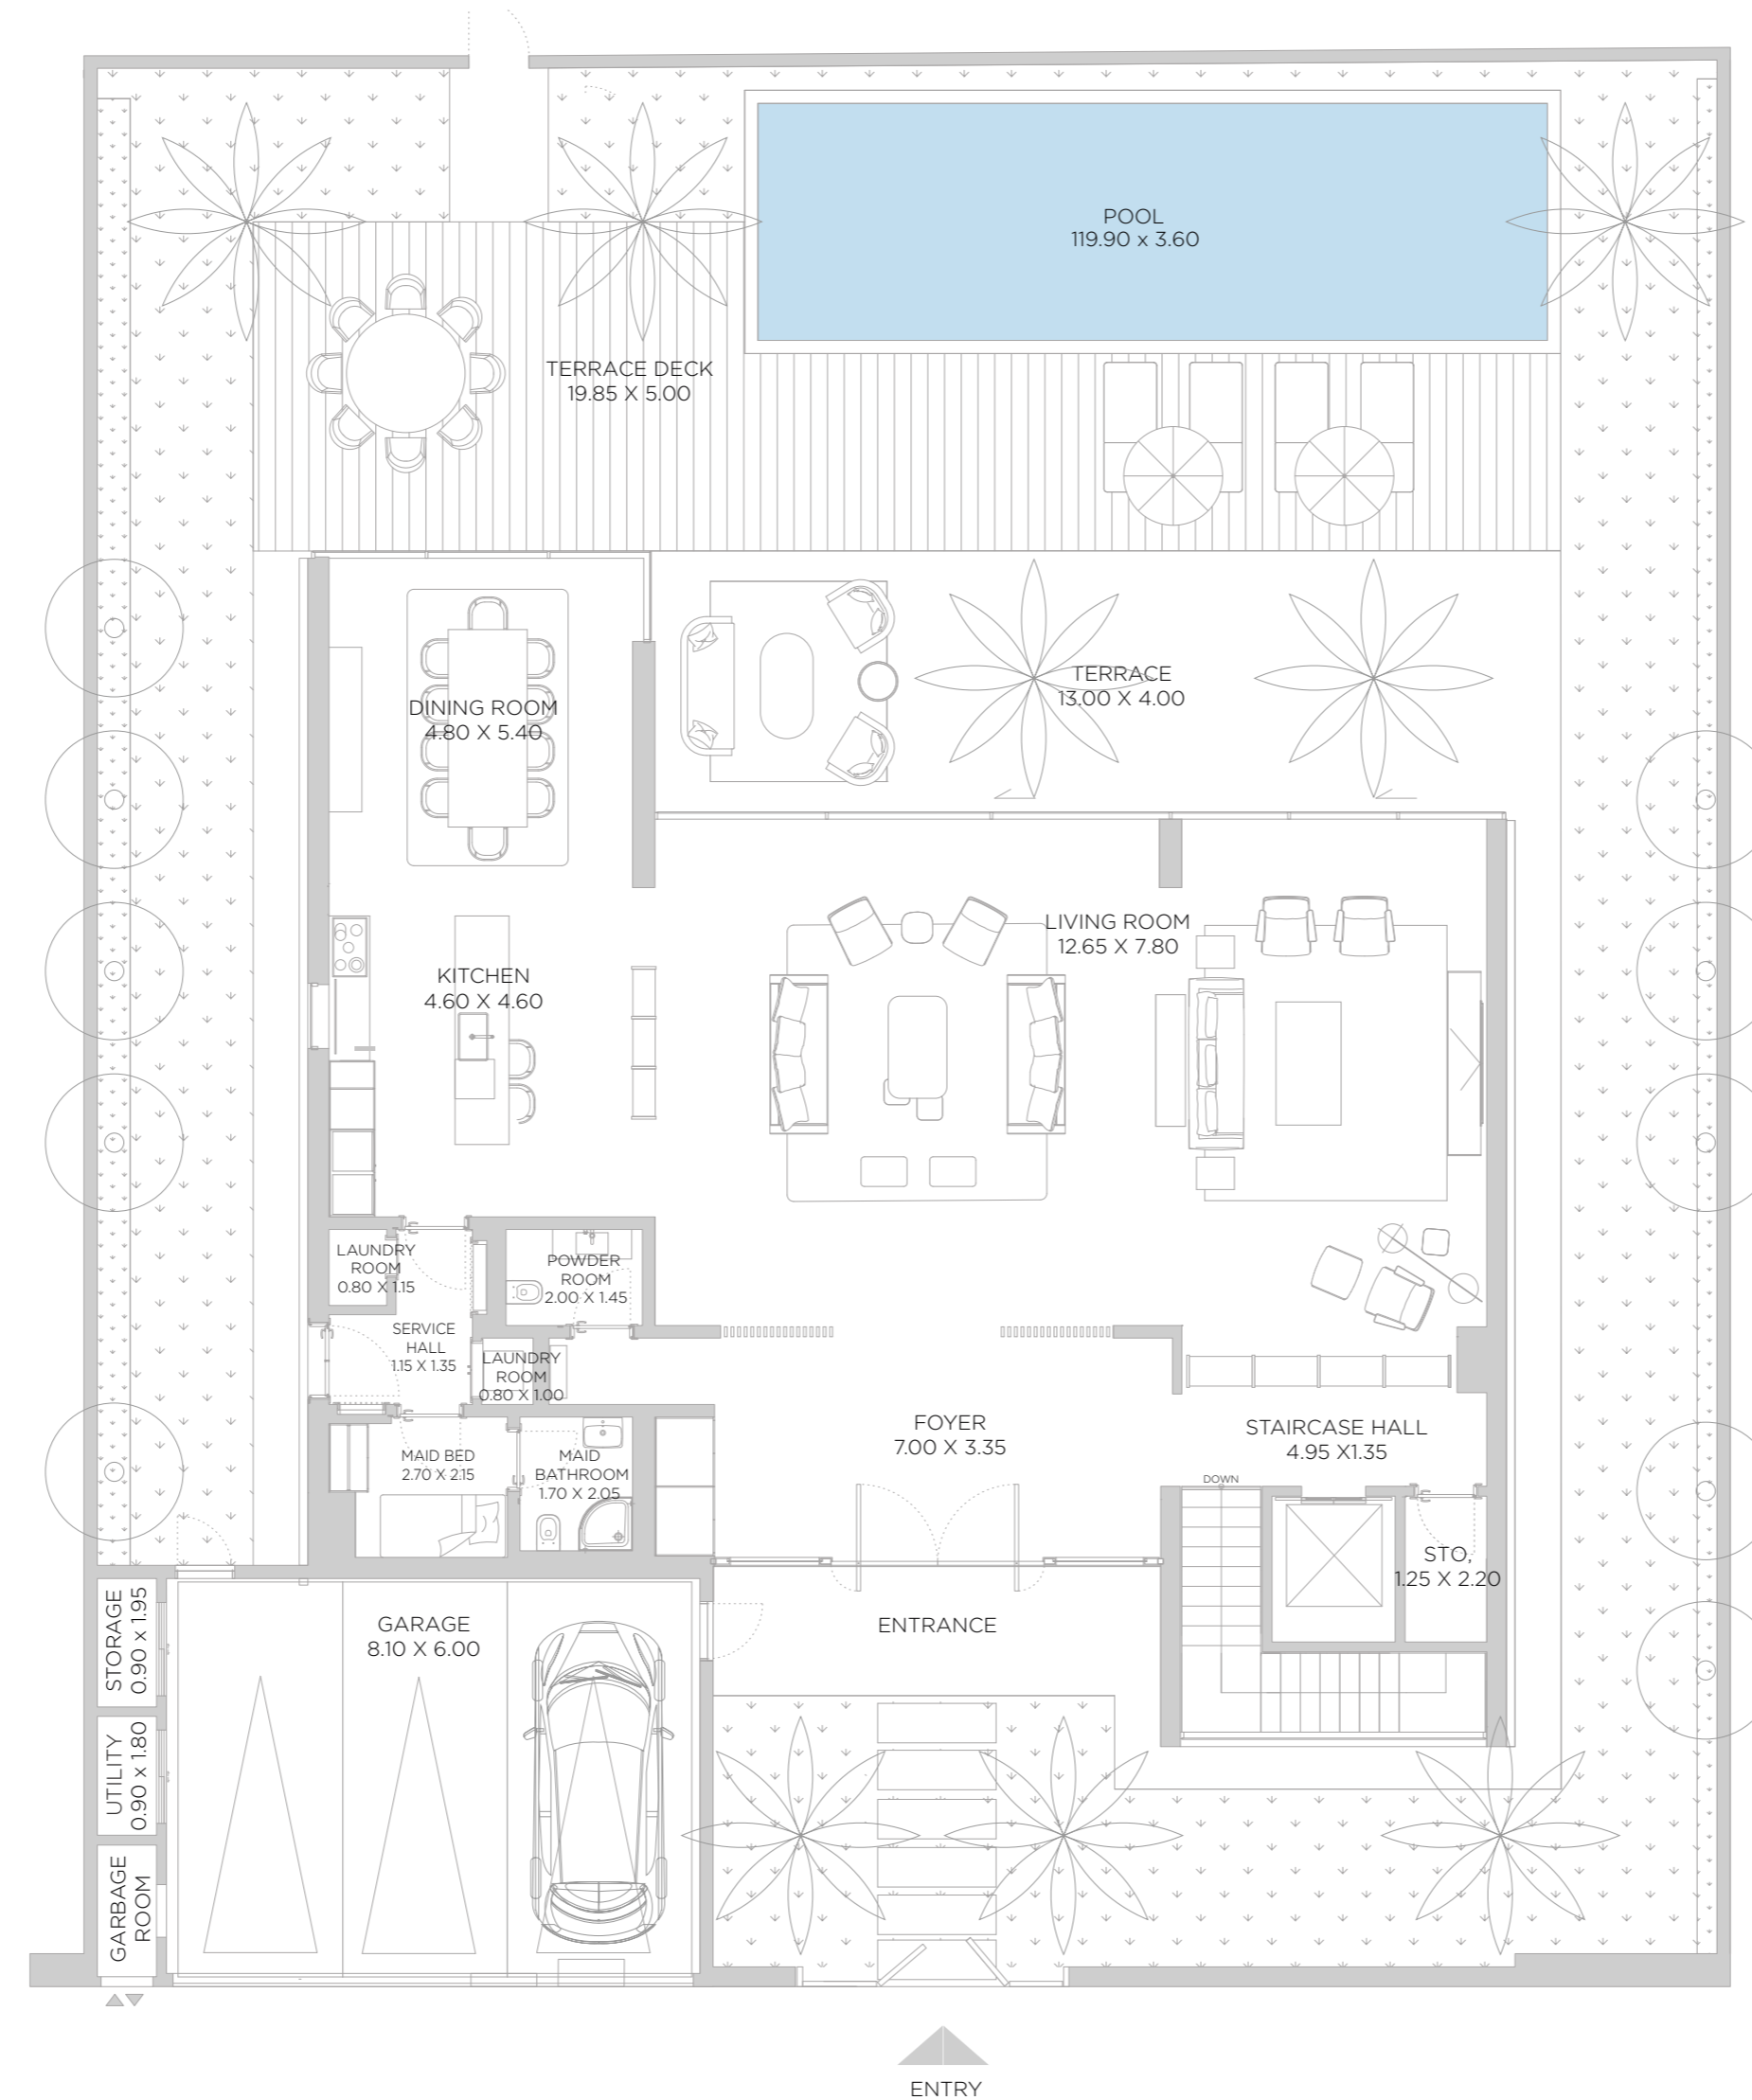 POOL
119.90 x 3.60
TERRACE DECK
19.85 X 5.00
TERRACE
13.00 X 4.00
DINING ROOM
4.80 X 5.40
LIVING ROOM
12.65 X 7.80
KITCHEN
4.60 X 4.60
LAUNDRY
ROOM
0.80 X 1.15
POWDER
ROOM
2.00 X 1.45
SERVICE
HALL
1.15 X 1.35
LAUNDRY
ROOM
0.80 X 1.00
FOYER
7.00 X 3.35
STAIRCASE HALL
4.95 X1.35
MAID BED
2.70 X 2.15
MAID
BATHROOM
1.70 X 2.05
DOWN
STO,
1.25 X 2.20
STORAGE
0.90 x 1.95
GARAGE
8.10 X 6.00
ENTRANCE
UTILITY
0.90 x 1.80
GARBAGE
ROOM
ENTRY